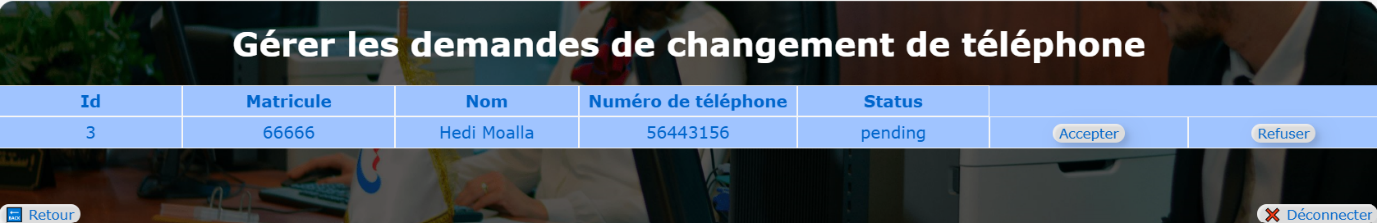 Gérer les demandes de changement de téléphone
Id Matricule Nom Numéro de téléphone Status
3 66666 Hedi Moalla 56443156 pending Accepter Refuser
BACK Retour Déconnecter